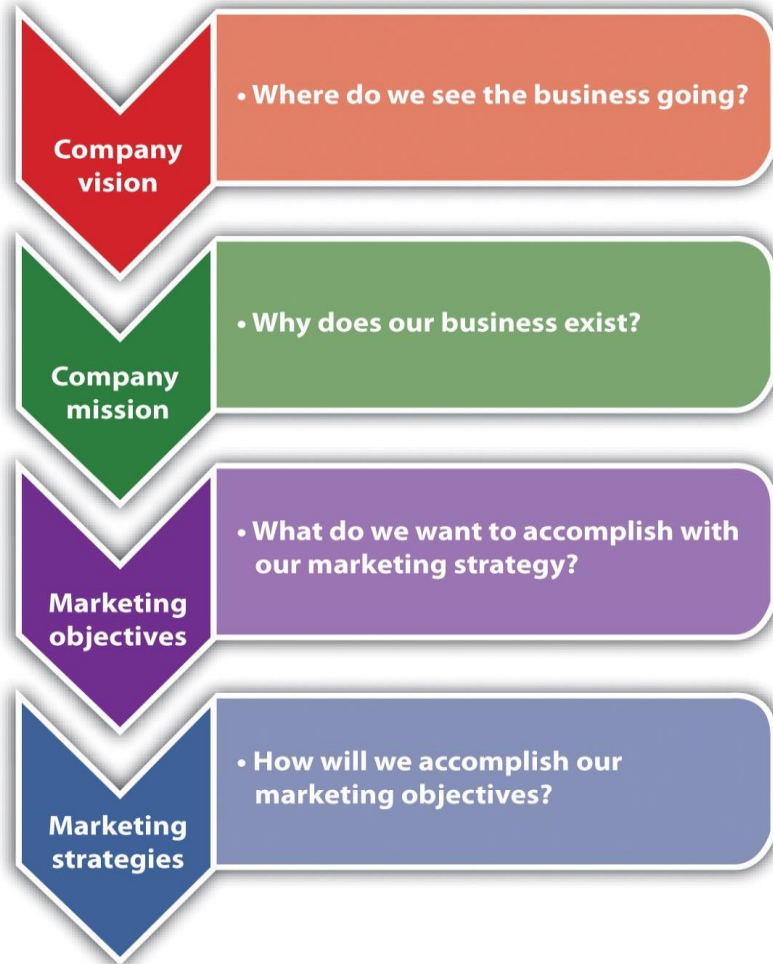 Company
vision
• Where do we see the business going?
Company
mission
• Why does our business exist?
Marketing
objectives
• What do we want to accomplish with
our marketing strategy?
Marketing
strategies
• How will we accomplish our
marketing objectives?